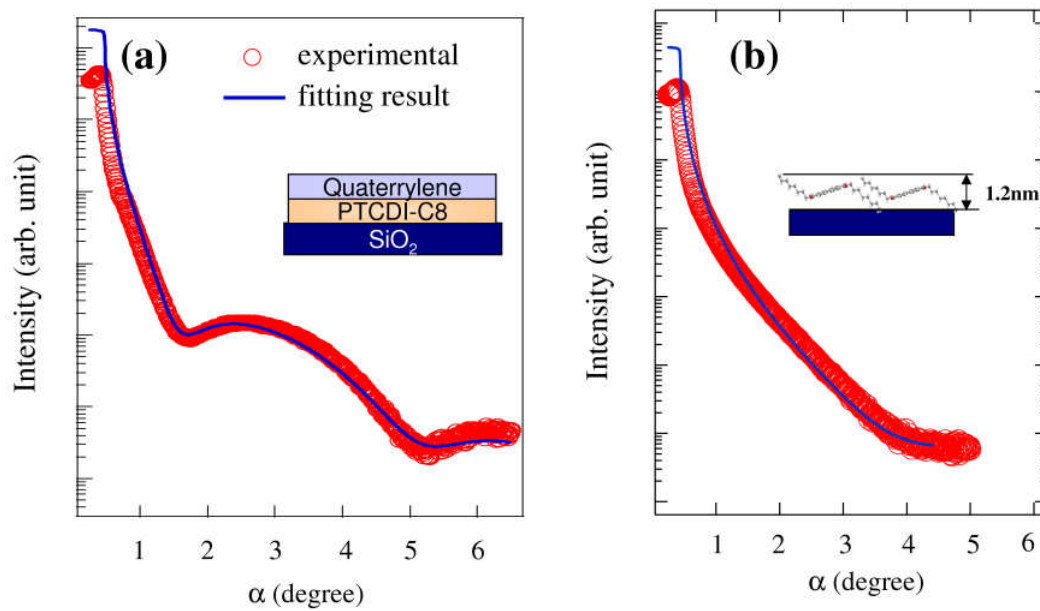 (a)
experimental
fitting result
Quaterrylene
PTCDI-C8
SiO₂
Intensity (arb. unit)
1 2 3 4 5 6
α (degree)
(b)
1.2nm
Intensity (arb. unit)
1 2 3 4 5 6
α (degree)